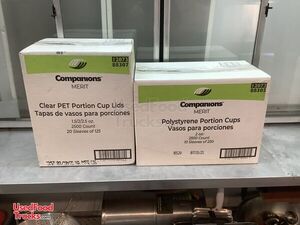 Companions
MERIT
Clear PET Portion Cup Lids
Tapas de vasos para porciones
1.5/2/2.5 oz.
2500 Count
20 Sleeves of 125
Companions
MERIT
Polystyrene Portion Cups
Vasos para porciones
2 oz.
2500 Count
10 Sleeves of 250
UsedFood
Trucks.com